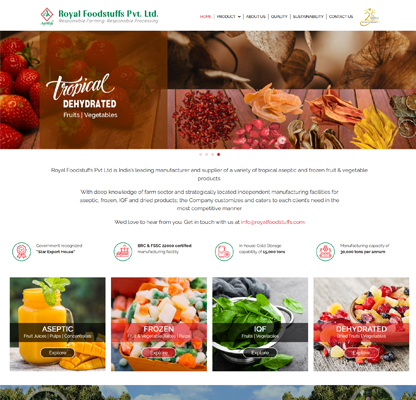 Royal Foodstuffs Pvt. Ltd.
Responsible Farming. Responsible Processing
HOME | PRODUCT | ABOUT US | QUALITY | SUSTAINABILITY | CONTACT US
Tropical
DEHYDRATED
Fruits | Vegetables
Royal Foodstuffs Pvt Ltd is India's leading manufacturer and supplier of a variety of tropical aseptic and frozen fruit & vegetable
products.
With deep knowledge of farm sector and strategically located independent manufacturing facilities for
aseptic, frozen, IQF and dried products, the Company customizes and caters to each client's need in the
most competitive manner
We'd love to hear from you. Get in touch with us at info@royalfoodstuffs.com
Government recognized
"Star Export House"
BRC & FSSC 22000 certified
manufacturing facility
In-house Cold Storage
capability of 15,000 tons
Manufacturing capacity of
30,000 tons per annum
ASEPTIC
Fruit Juices | Pulps | Concentrates
Explore
FROZEN
Fruit & Vegetable Pieces | Pulps
Explore
IQF
Fruits | Vegetables
Explore
DEHYDRATED
Dried Fruits | Vegetables
Explore